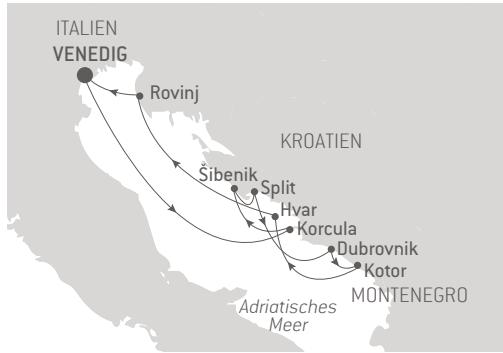 ITALIEN
VENEDIG
Rovinj
KROATIEN
Šibenik
Split
Hvar
Korcula
Dubrovnik
Kotor
MONTENEGRO
Adriatisches
Meer